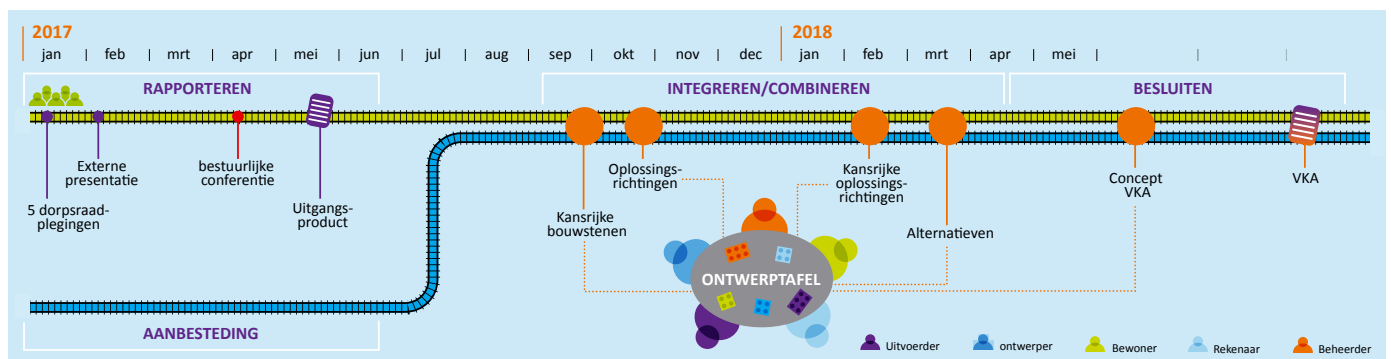 2017
2018
jan | feb | mrt | apr | mei | jun | jul | aug | sep | okt | nov | dec | jan | feb | mrt | apr | mei | | |
RAPPORTEREN
INTEGREREN/COMBINEREN
BESLUITEN
Externe
presentatie
bestuurlijke
conferentie
Oplossings-
richtingen
Kansrijke
oplossings-
richtingen
Concept
VKA
VKA
5 dorpsraad-
plegingen
Uitgangs-
product
Kansrijke
bouwstenen
Alternatieven
ONTWERPTAFEL
AANBESTEDING
Uitvoerder
ontwerper
Bewoner
Rekenaar
Beheerder